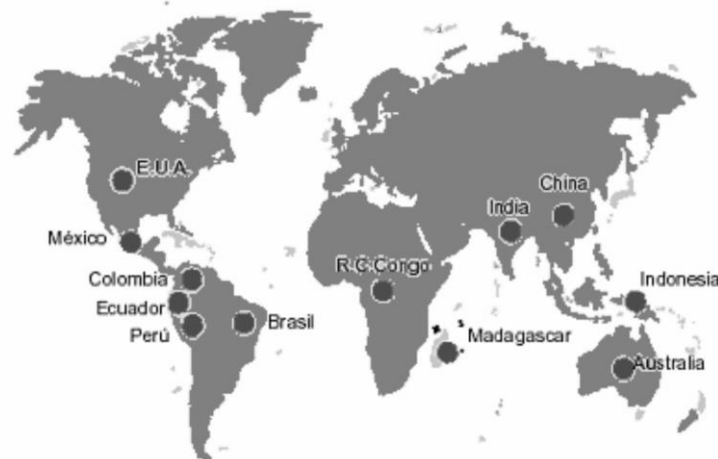 E.U.A.
China
India
México
R.C.Congo
Colombia
Indonesia
Ecuador
Brasil
Perú
Madagascar
Australia